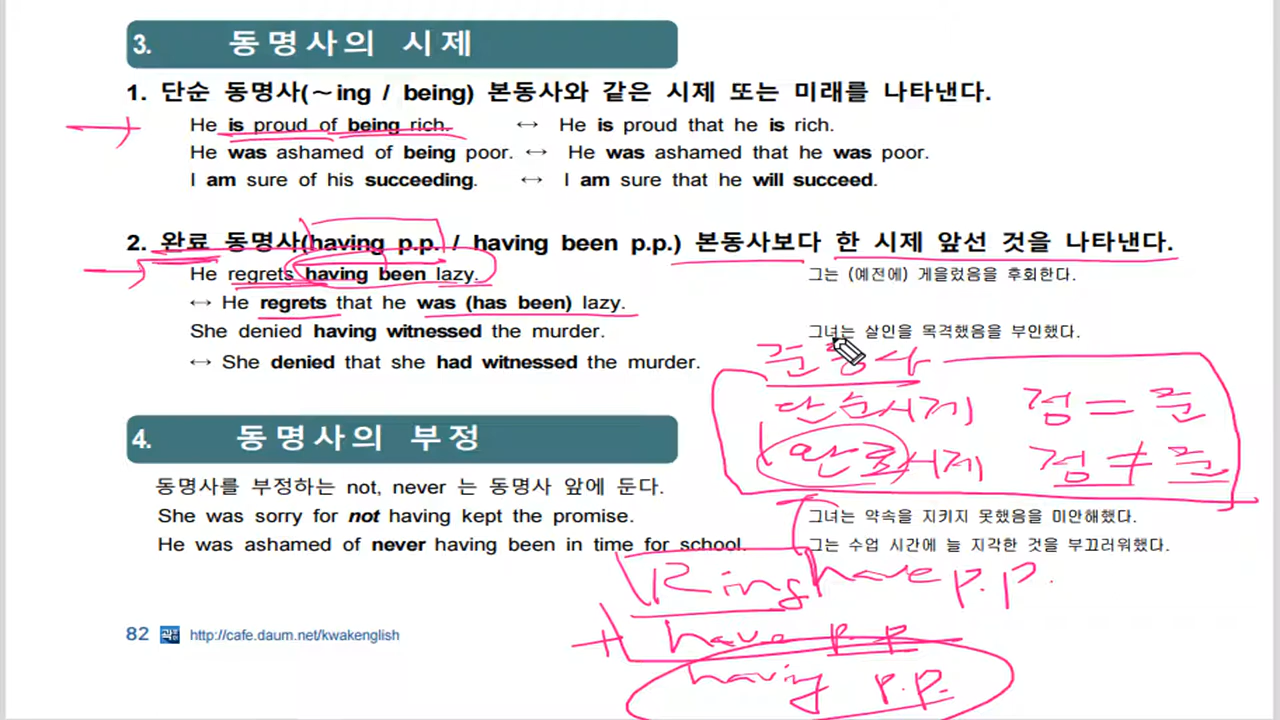 3. 동명사의 시제
1. 단순 동명사(~ing / being) 본동사와 같은 시제 또는 미래를 나타낸다.
He is proud of being rich. ↔ He is proud that he is rich.
He was ashamed of being poor. ↔ He was ashamed that he was poor.
I am sure of his succeeding. ↔ I am sure that he will succeed.
2. 완료 동명사(having p.p. / having been p.p.) 본동사보다 한 시제 앞선 것을 나타낸다.
He regrets having been lazy. 그는 (예전에) 게을렀음을 후회한다.
↔ He regrets that he was (has been) lazy.
She denied having witnessed the murder. 그녀는 살인을 목격했음을 부인했다.
↔ She denied that she had witnessed the murder.
준동사
단순시제 점 = 준
완료시제 점 ≠ 준
4. 동명사의 부정
동명사를 부정하는 not, never 는 동명사 앞에 둔다.
She was sorry for not having kept the promise. 그녀는 약속을 지키지 못했음을 미안해했다.
He was ashamed of never having been in time for school. 그는 수업 시간에 늘 지각한 것을 부끄러워했다.
Ring have p.p.
+ have p.p
having p.p.
82 http://cafe.daum.net/kwakenglish